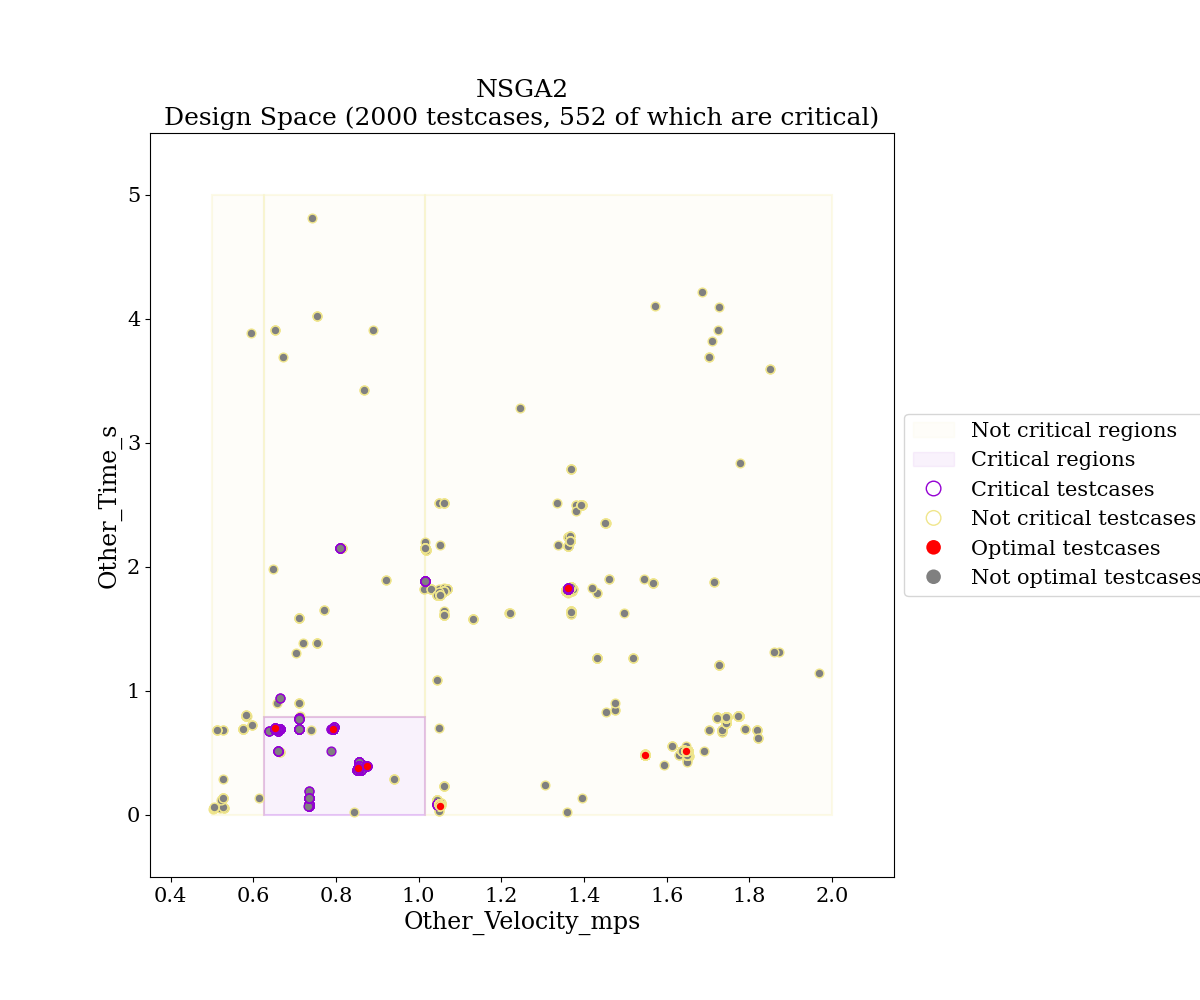 NSGA2
Design Space (2000 testcases, 552 of which are critical)
Other_Time_s
5
4
3
2
1
0
0.4 0.6 0.8 1.0 1.2 1.4 1.6 1.8 2.0
Other_Velocity_mps
Not critical regions
Critical regions
Critical testcases
Not critical testcases
Optimal testcases
Not optimal testcases